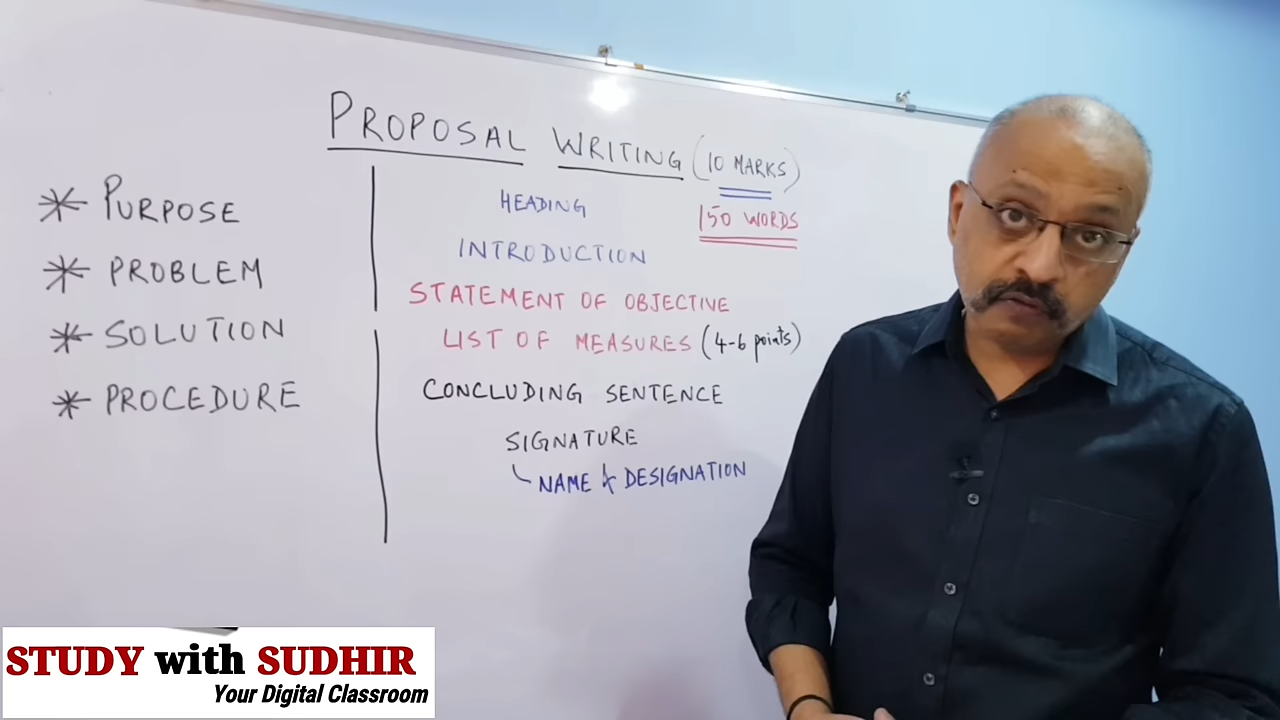 PROPOSAL WRITING (10 MARKS)
150 WORDS
* PURPOSE
* PROBLEM
* SOLUTION
* PROCEDURE
HEADING
INTRODUCTION
STATEMENT OF OBJECTIVE
LIST OF MEASURES (4-6 points)
CONCLUDING SENTENCE
SIGNATURE
NAME & DESIGNATION
STUDY with SUDHIR
Your Digital Classroom